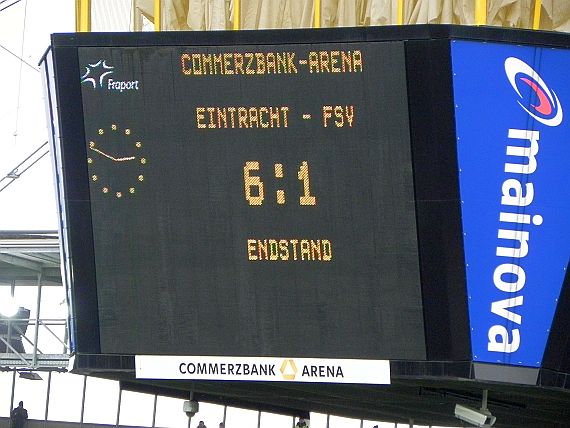 Fraport
COMMERZBANK-ARENA
EINTRACHT - FSV
6:1
ENDSTAND
mainova
COMMERZBANK ARENA